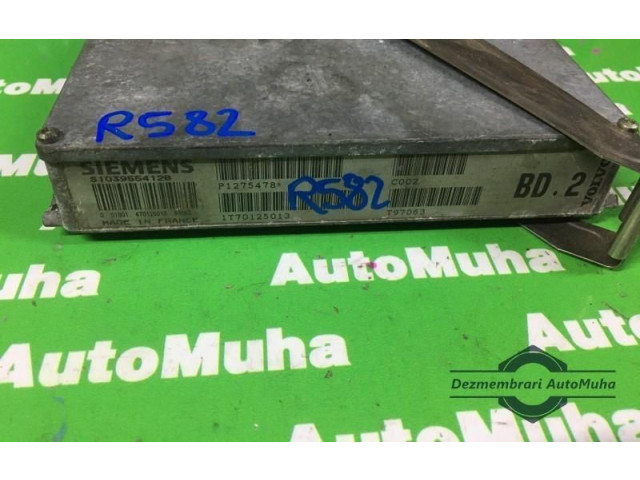 R582
SIEMENS
S103955412B
P1275478*
C002
BD.2
VOLVO
R582
1T70125013
T97063
MADE IN FRANCE
AutoMuha
AutoMuha
AutoMuha
Dezmembrari AutoMuha